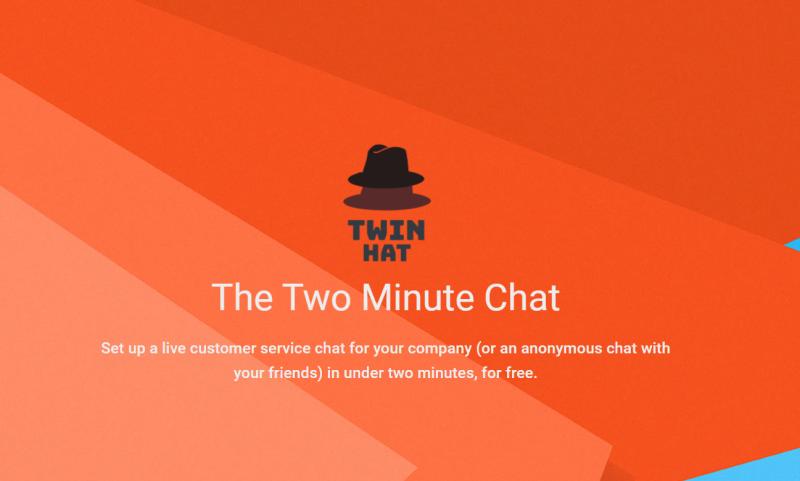 TWIN
HAT
The Two Minute Chat
Set up a live customer service chat for your company (or an anonymous chat with
your friends) in under two minutes, for free.